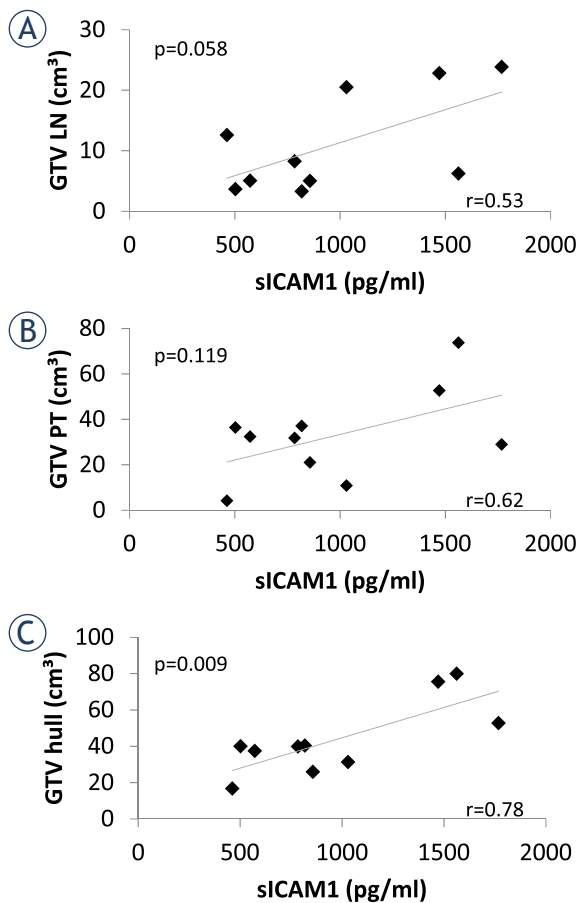 A
30
20
10
0
GTV LN (cm³)
p=0.058
r=0.53
0 500 1000 1500 2000
sICAM1 (pg/ml)
B
80
60
40
20
0
GTV PT (cm³)
p=0.119
r=0.62
0 500 1000 1500 2000
sICAM1 (pg/ml)
C
100
80
60
40
20
0
GTV hull (cm³)
p=0.009
r=0.78
0 500 1000 1500 2000
sICAM1 (pg/ml)